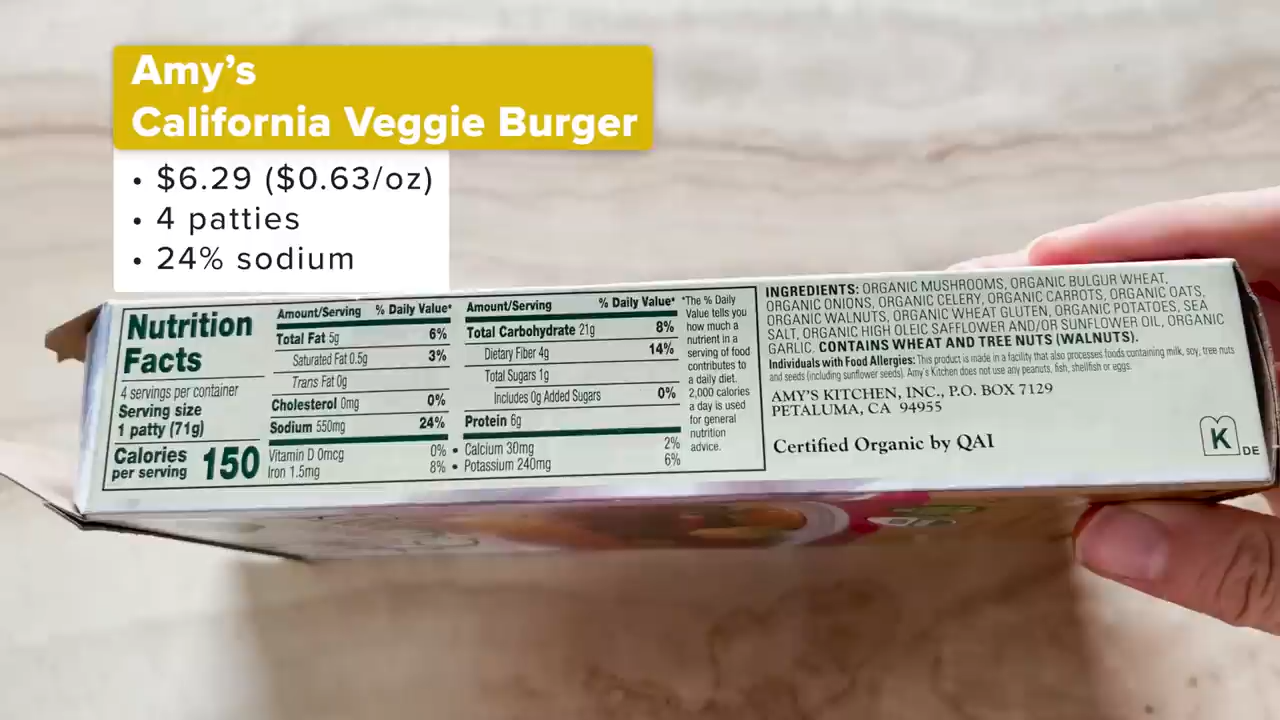 Amy’s
California Veggie Burger
• $6.29 ($0.63/oz)
• 4 patties
• 24% sodium
Nutrition
Facts
4 servings per container
Serving size
1 patty (71g)
Calories
per serving 150
Amount/Serving % Daily Value*
Total Fat 5g 6%
Saturated Fat 0.5g 3%
Trans Fat 0g
Cholesterol 0mg 0%
Sodium 550mg 24%
Vitamin D 0mcg 0% •
Iron 1.5mg 8% •
Amount/Serving % Daily Value*
Total Carbohydrate 21g 8%
Dietary Fiber 4g 14%
Total Sugars 1g
Includes 0g Added Sugars 0%
Protein 6g
Calcium 30mg 2%
Potassium 240mg 6%
*The % Daily
Value tells you
how much a
nutrient in a
serving of food
contributes to
a daily diet.
2,000 calories
a day is used
for general
nutrition
advice.
INGREDIENTS: ORGANIC MUSHROOMS, ORGANIC BULGUR WHEAT,
ORGANIC ONIONS, ORGANIC CELERY, ORGANIC CARROTS, ORGANIC OATS,
ORGANIC WALNUTS, ORGANIC WHEAT GLUTEN, ORGANIC POTATOES, SEA
SALT, ORGANIC HIGH OLEIC SAFFLOWER AND/OR SUNFLOWER OIL, ORGANIC
GARLIC. CONTAINS WHEAT AND TREE NUTS (WALNUTS).
Individuals with Food Allergies: This product is made in a facility that also processes foods containing milk, soy, tree nuts
and seeds (including sunflower seeds). Amy's Kitchen does not use any peanuts, fish, shellfish or eggs.
AMY'S KITCHEN, INC., P.O. BOX 7129
PETALUMA, CA 94955
Certified Organic by QAI
K DE